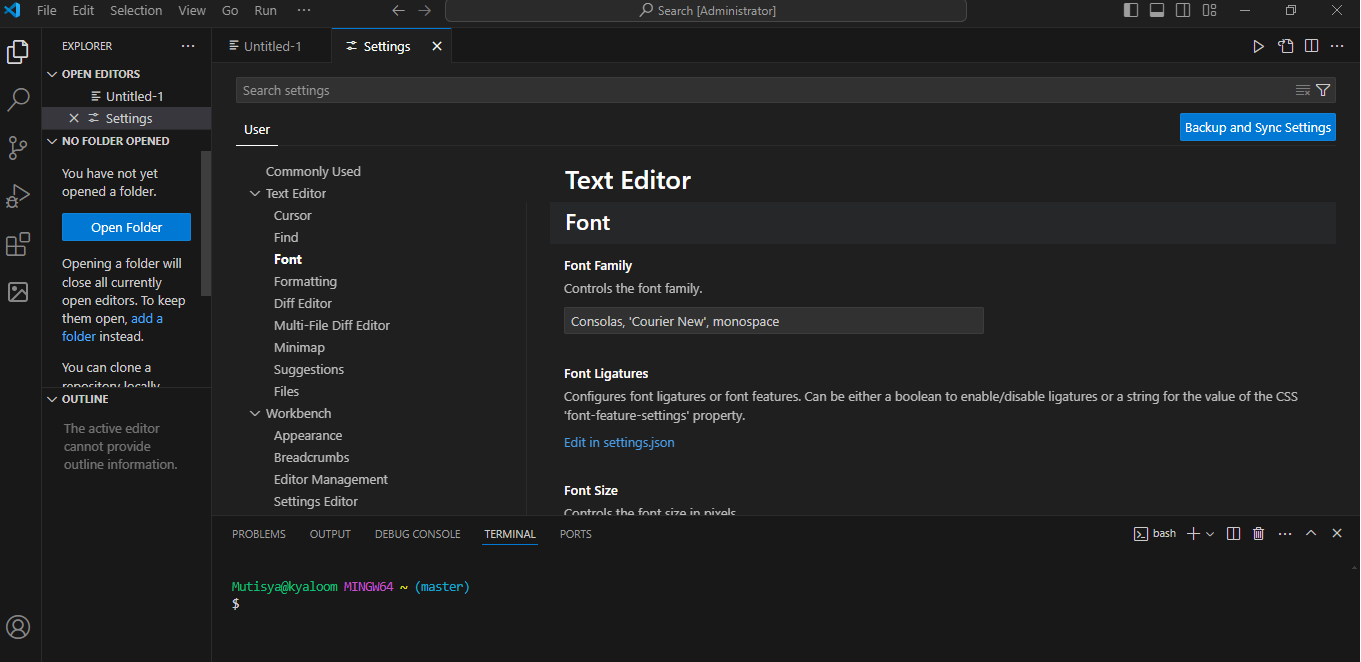 File Edit Selection View Go Run ···
Search [Administrator]
EXPLORER ···
OPEN EDITORS
Untitled-1
Settings
NO FOLDER OPENED
You have not yet
opened a folder.
Open Folder
Opening a folder will
close all currently
open editors. To keep
them open, add a
folder instead.
You can clone a
repository locally
OUTLINE
The active editor
cannot provide
outline information.
Untitled-1
Settings
Search settings
User
Backup and Sync Settings
Commonly Used
Text Editor
Cursor
Find
Font
Formatting
Diff Editor
Multi-File Diff Editor
Minimap
Suggestions
Files
Workbench
Appearance
Breadcrumbs
Editor Management
Settings Editor
Text Editor
Font
Font Family
Controls the font family.
Consolas, 'Courier New', monospace
Font Ligatures
Configures font ligatures or font features. Can be either a boolean to enable/disable ligatures or a string for the value of the CSS
'font-feature-settings' property.
Edit in settings.json
Font Size
Controls the font size in pixels.
PROBLEMS OUTPUT DEBUG CONSOLE TERMINAL PORTS
bash
Mutisya@kyaloom MINGW64 ~ (master)
$